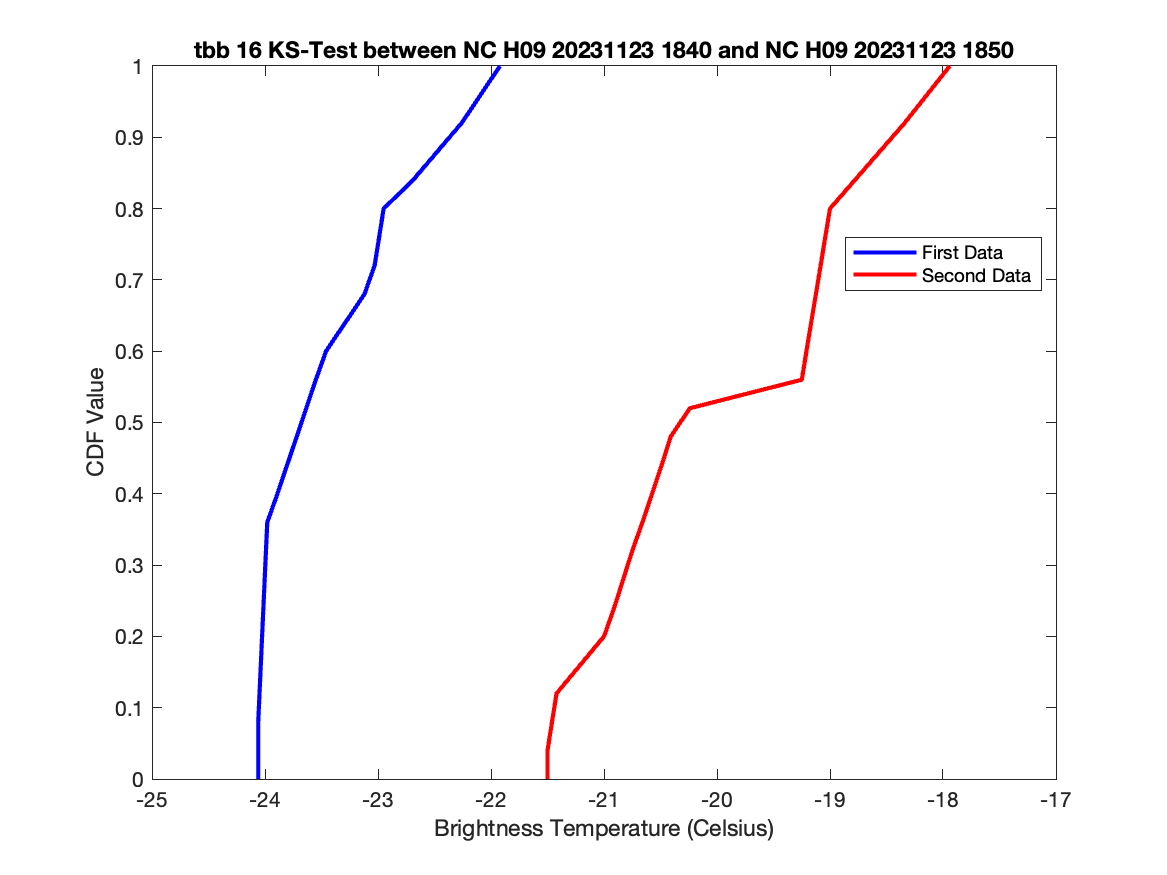 tbb 16 KS-Test between NC H09 20231123 1840 and NC H09 20231123 1850
1
0.9
0.8
0.7
0.6
0.5
0.4
0.3
0.2
0.1
0
CDF Value
First Data
Second Data
-25 -24 -23 -22 -21 -20 -19 -18 -17
Brightness Temperature (Celsius)